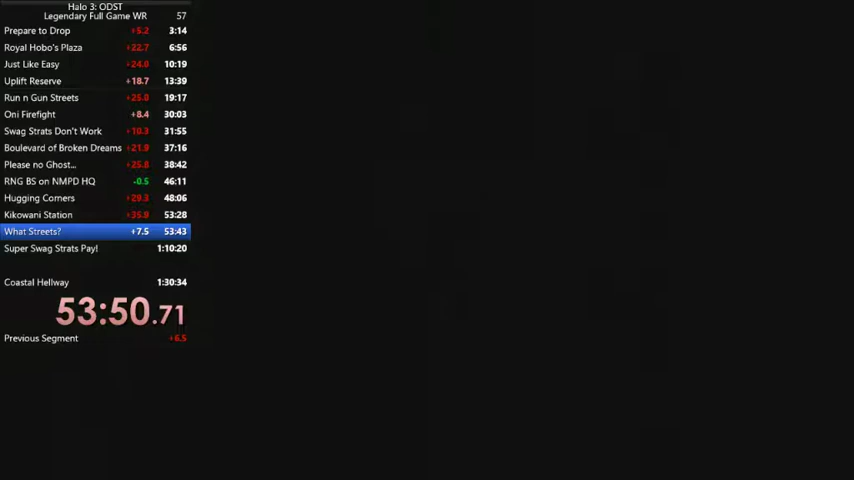 Halo 3: ODST
Legendary Full Game WR 57
Prepare to Drop +5.2 3:14
Royal Hobo's Plaza +22.7 6:56
Just Like Easy +24.0 10:19
Uplift Reserve +18.7 13:39
Run n Gun Streets +25.0 19:17
Oni Firefight +8.4 30:03
Swag Strats Don't Work +10.3 31:55
Boulevard of Broken Dreams +21.9 37:16
Please no Ghost... +25.8 38:42
RNG BS on NMPD HQ -0.5 46:11
Hugging Corners +29.3 48:06
Kikowani Station +35.9 53:28
What Streets? +7.5 53:43
Super Swag Strats Pay! 1:10:20
Coastal Hellway 1:30:34
53:50.71
Previous Segment +6.5